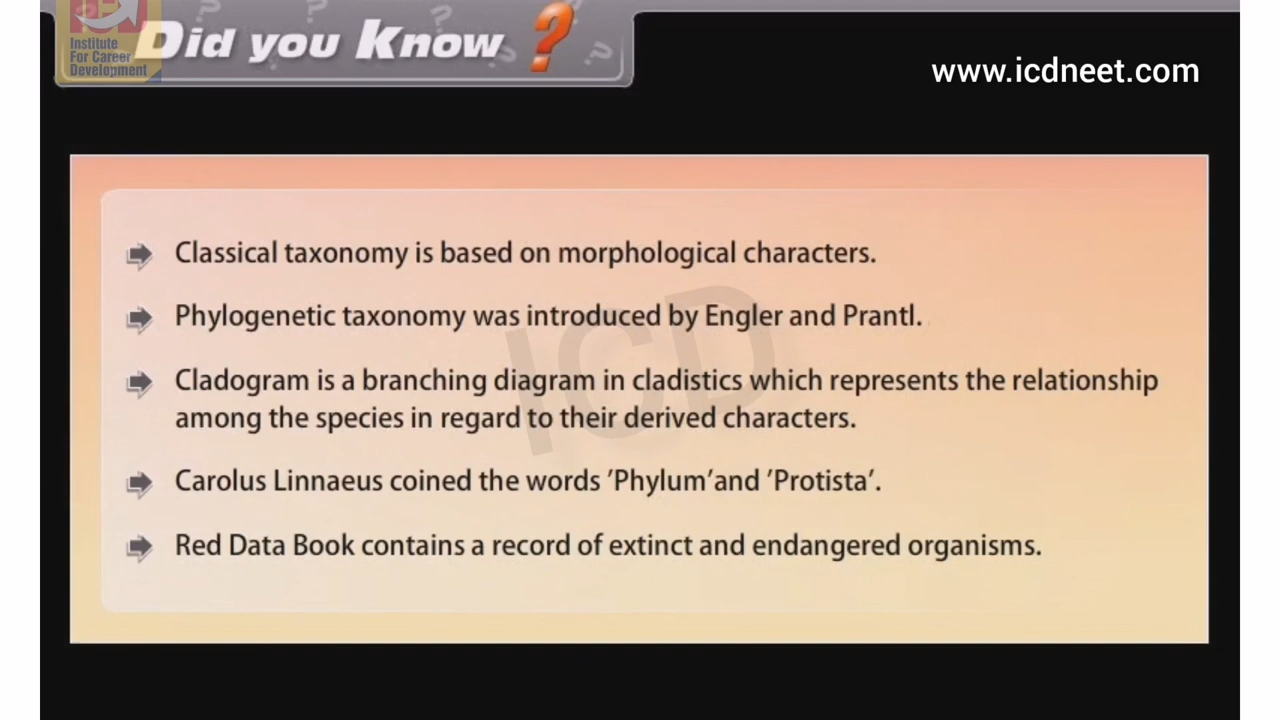 Institute
For Career
Development
Did you Know ?
www.icdneet.com
Classical taxonomy is based on morphological characters.
Phylogenetic taxonomy was introduced by Engler and Prantl.
Cladogram is a branching diagram in cladistics which represents the relationship
among the species in regard to their derived characters.
Carolus Linnaeus coined the words ’Phylum’and ’Protista’.
Red Data Book contains a record of extinct and endangered organisms.
ICD